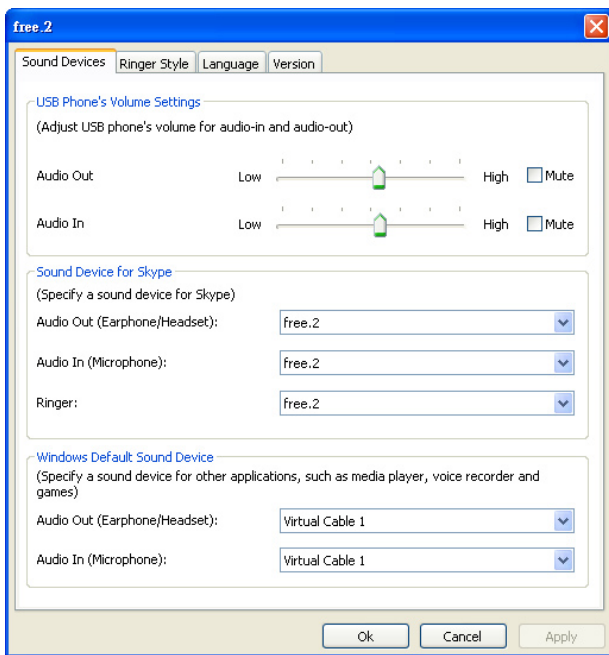 free.2
Sound Devices Ringer Style Language Version
USB Phone's Volume Settings
(Adjust USB phone's volume for audio-in and audio-out)
Audio Out Low High Mute
Audio In Low High Mute
Sound Device for Skype
(Specify a sound device for Skype)
Audio Out (Earphone/Headset): free.2
Audio In (Microphone): free.2
Ringer: free.2
Windows Default Sound Device
(Specify a sound device for other applications, such as media player, voice recorder and
games)
Audio Out (Earphone/Headset): Virtual Cable 1
Audio In (Microphone): Virtual Cable 1
Ok Cancel Apply